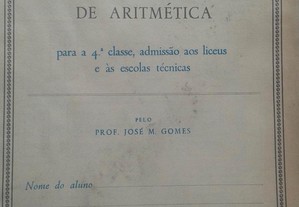 DE ARITMÉTICA
para a 4.ª classe, admissão aos liceus
e às escolas técnicas
PELO
PROF. JOSÉ M. GOMES
Nome do aluno